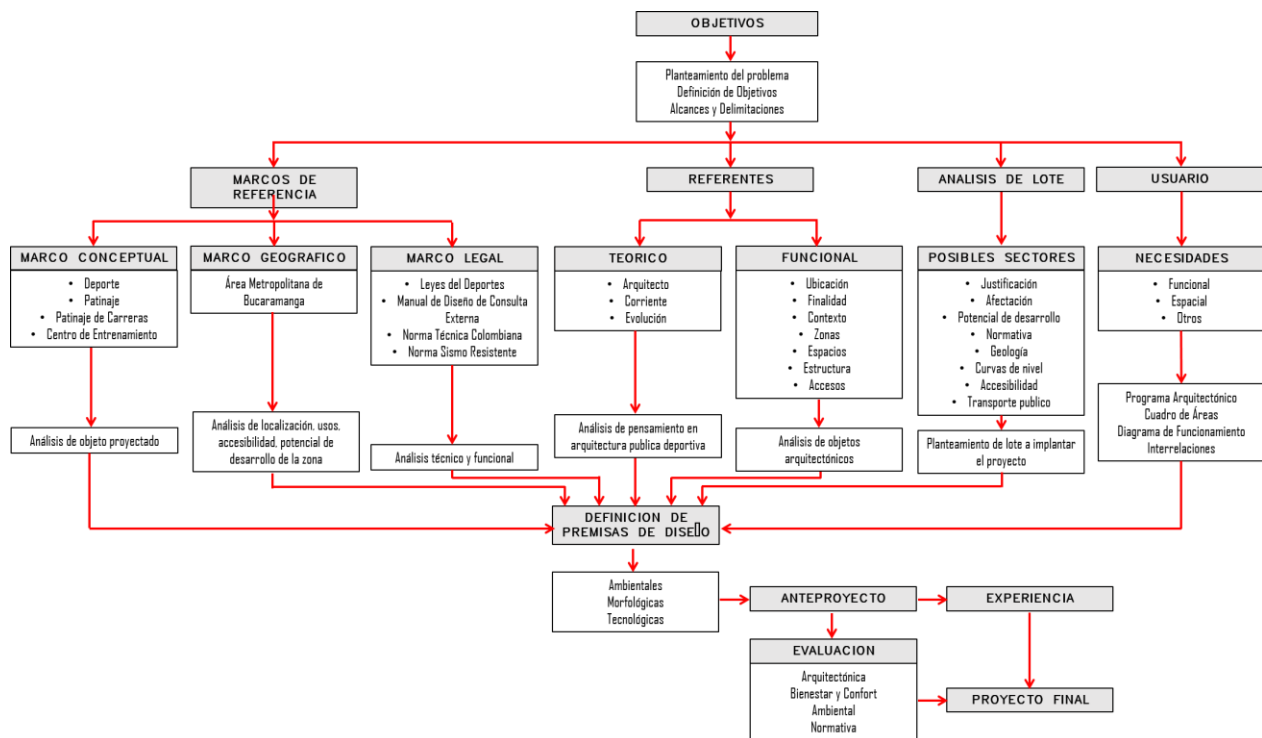 OBJETIVOS
Planteamiento del problema
Definición de Objetivos
Alcances y Delimitaciones
MARCOS DE
REFERENCIA
REFERENTES
ANALISIS DE LOTE
USUARIO
MARCO CONCEPTUAL
• Deporte
• Patinaje
• Patinaje de Carreras
• Centro de Entrenamiento
MARCO GEOGRAFICO
Área Metropolitana de
Bucaramanga
MARCO LEGAL
• Leyes del Deportes
• Manual de Diseño de Consulta
Externa
• Norma Técnica Colombiana
• Norma Sismo Resistente
TEORICO
• Arquitecto
• Corriente
• Evolución
FUNCIONAL
• Ubicación
• Finalidad
• Contexto
• Zonas
• Espacios
• Estructura
• Accesos
POSIBLES SECTORES
• Justificación
• Afectación
• Potencial de desarrollo
• Normativa
• Geología
• Curvas de nivel
• Accesibilidad
• Transporte publico
NECESIDADES
• Funcional
• Espacial
• Otros
Análisis de objeto proyectado
Análisis de localización, usos,
accesibilidad, potencial de
desarrollo de la zona
Análisis técnico y funcional
Análisis de pensamiento en
arquitectura publica deportiva
Análisis de objetos
arquitectónicos
Planteamiento de lote a implantar
el proyecto
Programa Arquitectónico
Cuadro de Áreas
Diagrama de Funcionamiento
Interrelaciones
DEFINICION DE
PREMISAS DE DISE▯O
Ambientales
Morfológicas
Tecnológicas
ANTEPROYECTO
EXPERIENCIA
EVALUACION
Arquitectónica
Bienestar y Confort
Ambiental
Normativa
PROYECTO FINAL